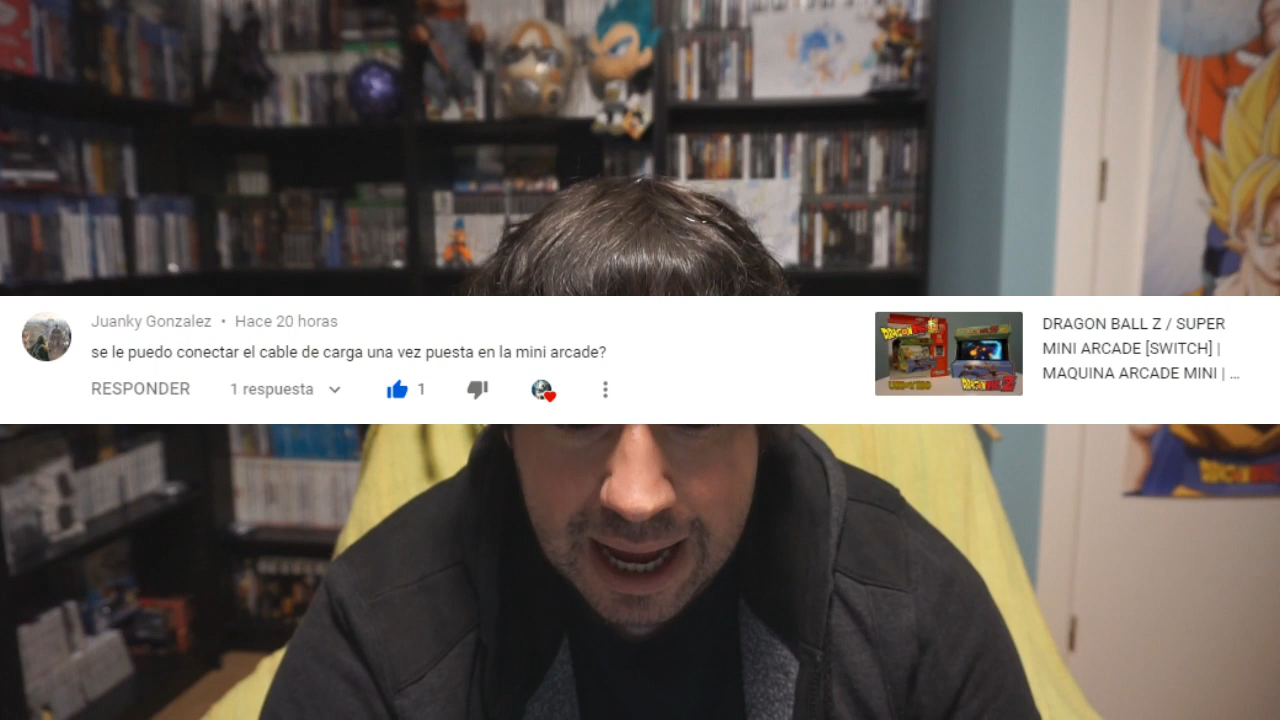 Juanky Gonzalez • Hace 20 horas
se le puedo conectar el cable de carga una vez puesta en la mini arcade?
RESPONDER 1 respuesta 1
DRAGON BALL Z / SUPER
MINI ARCADE [SWITCH] |
MAQUINA ARCADE MINI | ...